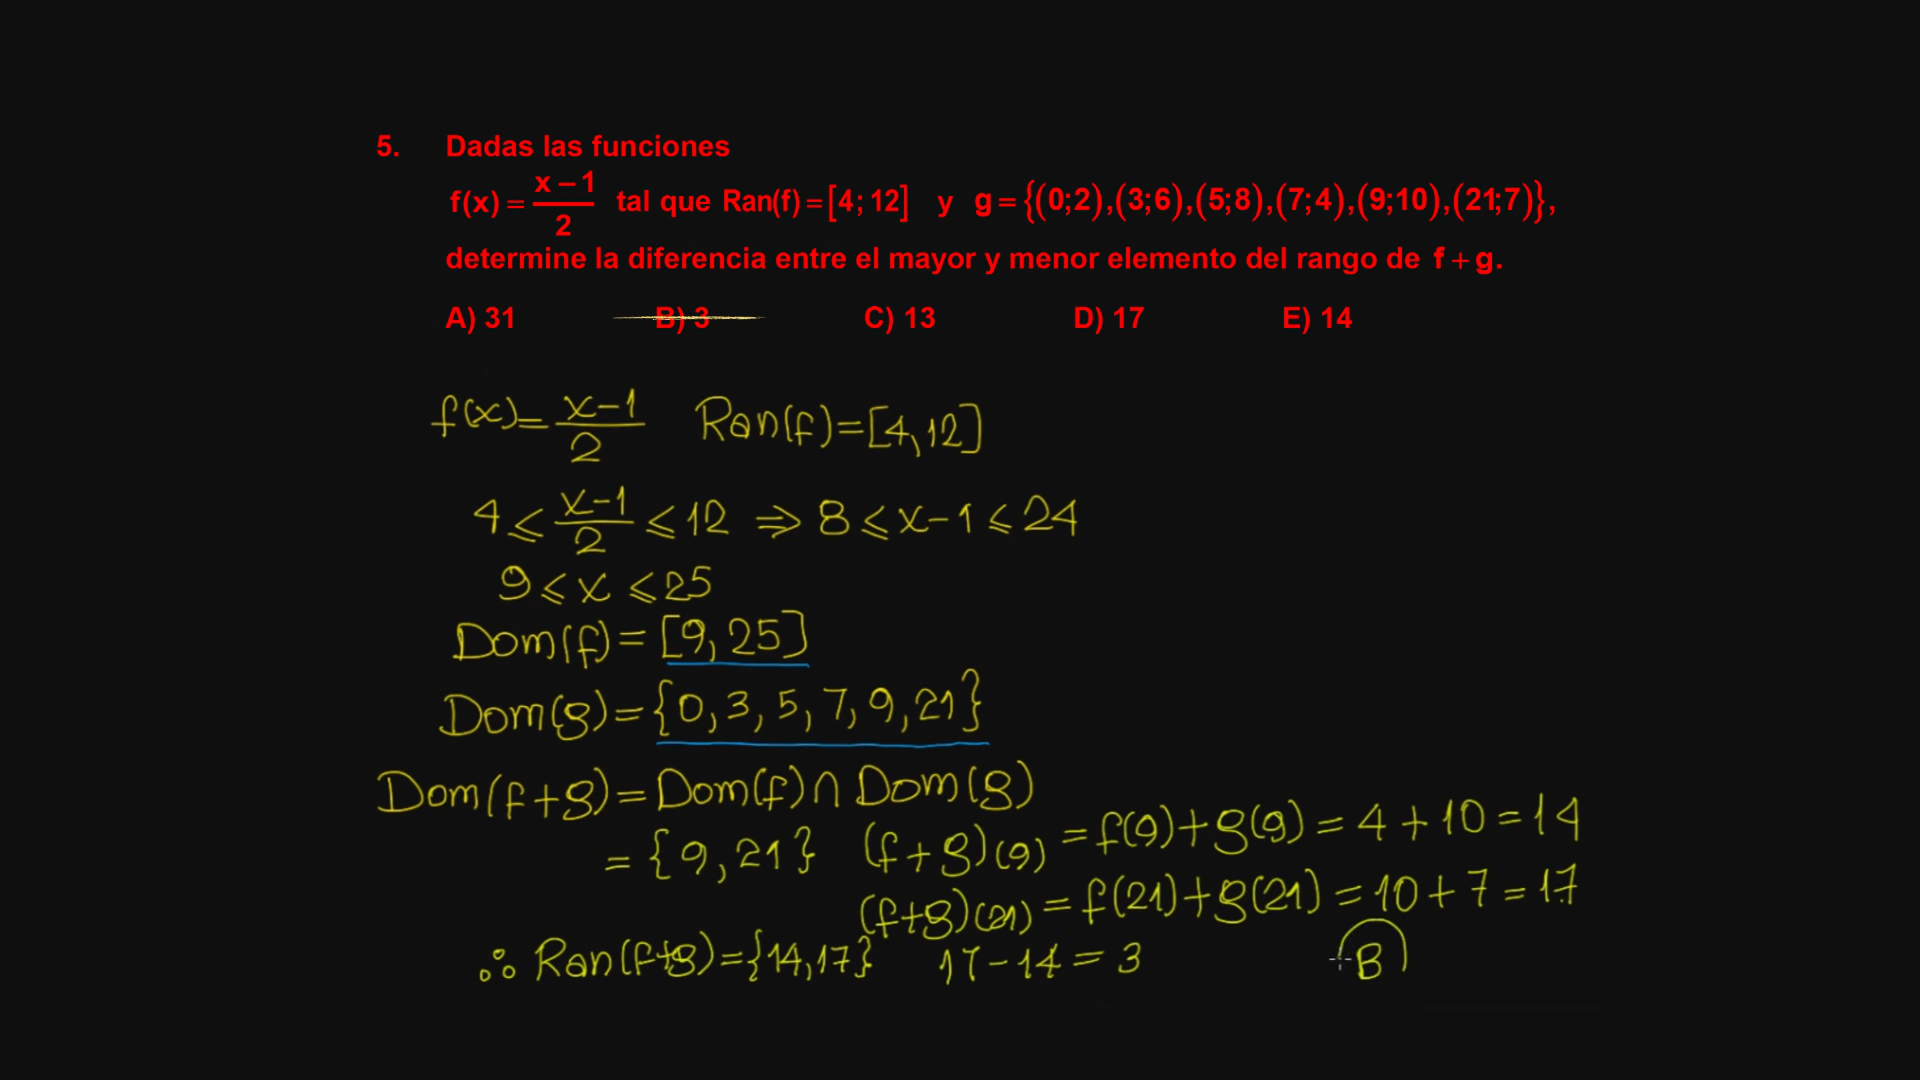 5. Dadas las funciones
f(x) = (x – 1)/2 tal que Ran(f) = [4; 12] y g = {(0;2),(3;6),(5;8),(7;4),(9;10),(21;7)},
determine la diferencia entre el mayor y menor elemento del rango de f + g.
A) 31 B) 3 C) 13 D) 17 E) 14
f(x) = (x–1)/2 Ran(f) = [4, 12]
4 ⩽ (x–1)/2 ⩽ 12 ⇒ 8 ⩽ x–1 ⩽ 24
9 ⩽ x ⩽ 25
Dom(f) = [9, 25]
Dom(g) = {0, 3, 5, 7, 9, 21}
Dom(f+g) = Dom(f) ∩ Dom(g)
= {9, 21} (f+g)(9) = f(9)+g(9) = 4 + 10 = 14
(f+g)(21) = f(21)+g(21) = 10 + 7 = 17
∴ Ran(f+g) = {14, 17} 17 – 14 = 3 B